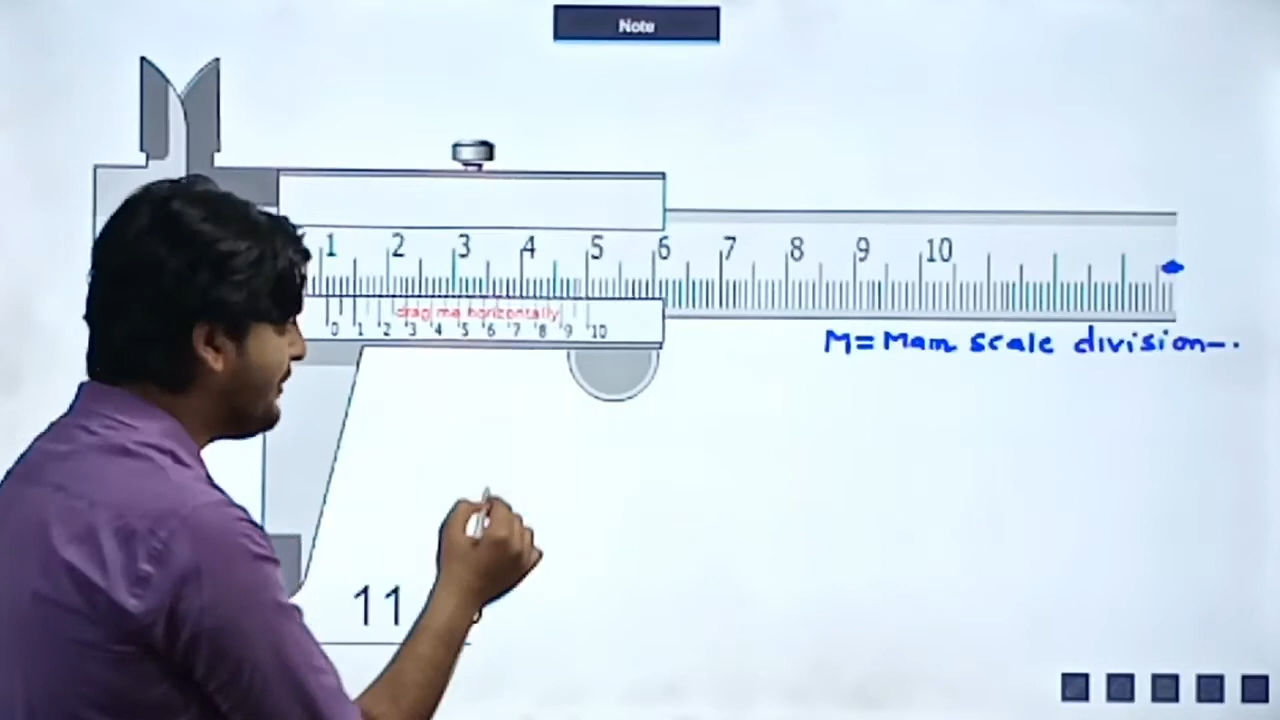 Note
1 2 3 4 5 6 7 8 9 10
drag me horizontally
0 1 2 3 4 5 6 7 8 9 10
M = Main scale division-.
11